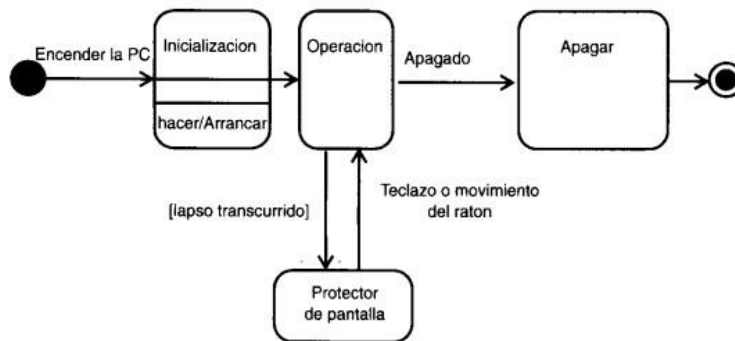 Encender la PC
Inicializacion
hacer/Arrancar
Operacion
Apagado
Apagar
[lapso transcurrido]
Teclazo o movimiento
del raton
Protector
de pantalla